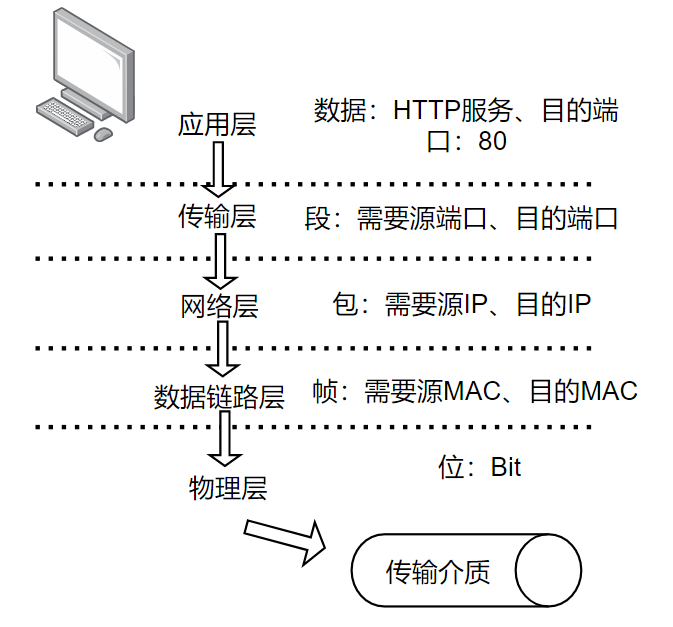 应用层
数据：HTTP服务、目的端
口：80
传输层
段：需要源端口、目的端口
网络层
包：需要源IP、目的IP
数据链路层
帧：需要源MAC、目的MAC
物理层
位：Bit
传输介质